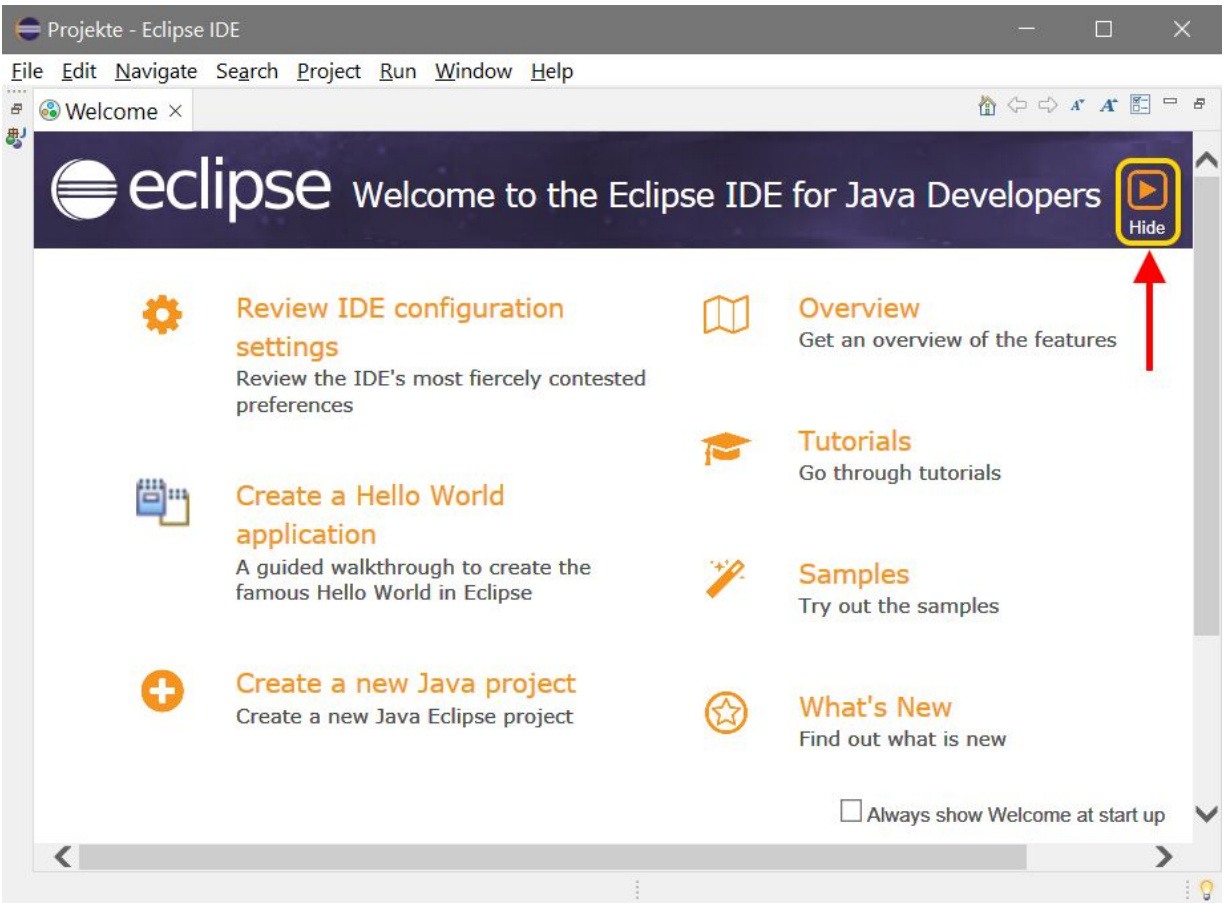 Projekte - Eclipse IDE
File Edit Navigate Search Project Run Window Help
Welcome
eclipse Welcome to the Eclipse IDE for Java Developers
Hide
Review IDE configuration
settings
Review the IDE's most fiercely contested
preferences
Overview
Get an overview of the features
Create a Hello World
application
A guided walkthrough to create the
famous Hello World in Eclipse
Tutorials
Go through tutorials
Samples
Try out the samples
Create a new Java project
Create a new Java Eclipse project
What's New
Find out what is new
Always show Welcome at start up